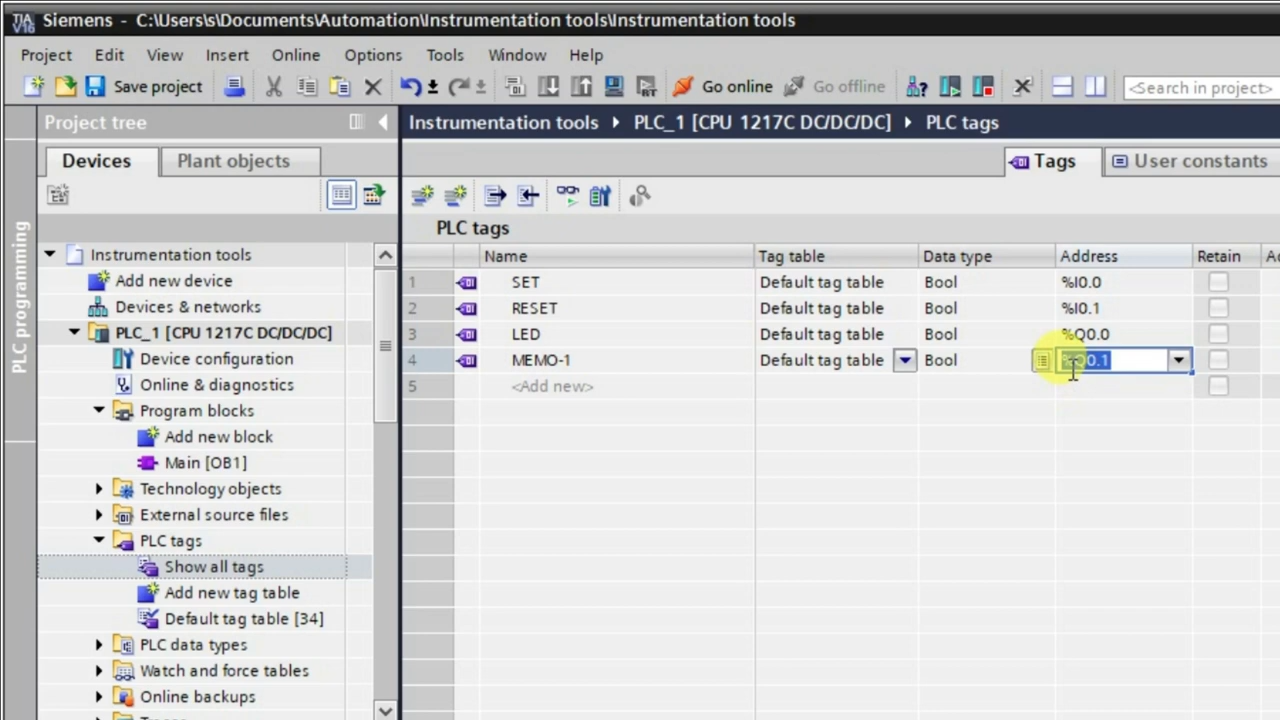 TIA V16 Siemens - C:\Users\s\Documents\Automation\Instrumentation tools\Instrumentation tools
Project Edit View Insert Online Options Tools Window Help
Save project Go online Go offline <Search in project>
Project tree
Instrumentation tools PLC_1 [CPU 1217C DC/DC/DC] PLC tags
Devices Plant objects
Tags User constants
PLC programming
PLC tags
Name Tag table Data type Address Retain
1 SET Default tag table Bool %I0.0
2 RESET Default tag table Bool %I0.1
3 LED Default tag table Bool %Q0.0
4 MEMO-1 Default tag table Bool %Q0.1
5 <Add new>
Instrumentation tools
Add new device
Devices & networks
PLC_1 [CPU 1217C DC/DC/DC]
Device configuration
Online & diagnostics
Program blocks
Add new block
Main [OB1]
Technology objects
External source files
PLC tags
Show all tags
Add new tag table
Default tag table [34]
PLC data types
Watch and force tables
Online backups